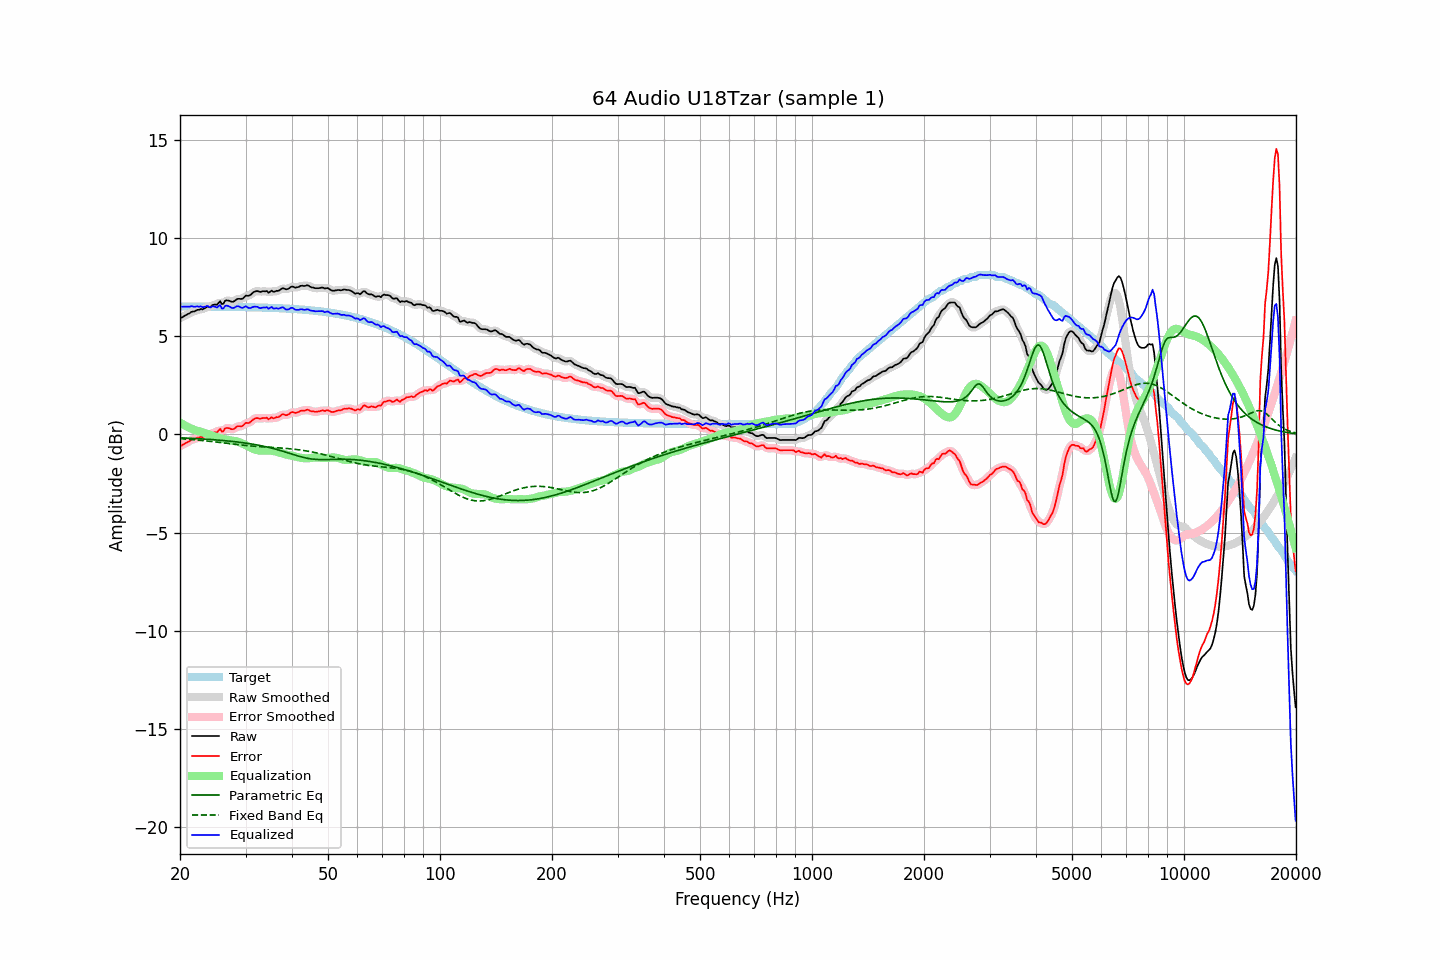 64 Audio U18Tzar (sample 1)
15
10
5
0
−5
−10
−15
−20
Amplitude (dBr)
Target
Raw Smoothed
Error Smoothed
Raw
Error
Equalization
Parametric Eq
Fixed Band Eq
Equalized
20 50 100 200 500 1000 2000 5000 10000 20000
Frequency (Hz)